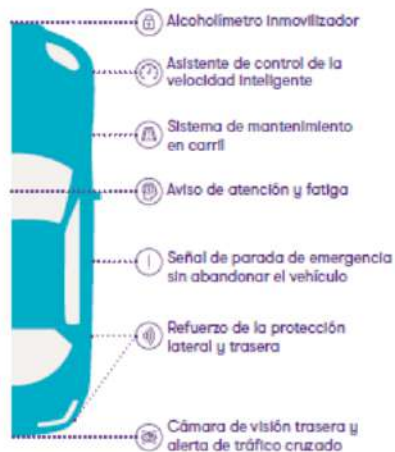 Alcoholímetro inmovilizador
Asistente de control de la
velocidad inteligente
Sistema de mantenimiento
en carril
Aviso de atención y fatiga
Señal de parada de emergencia
sin abandonar el vehículo
Refuerzo de la protección
lateral y trasera
Cámara de visión trasera y
alerta de tráfico cruzado